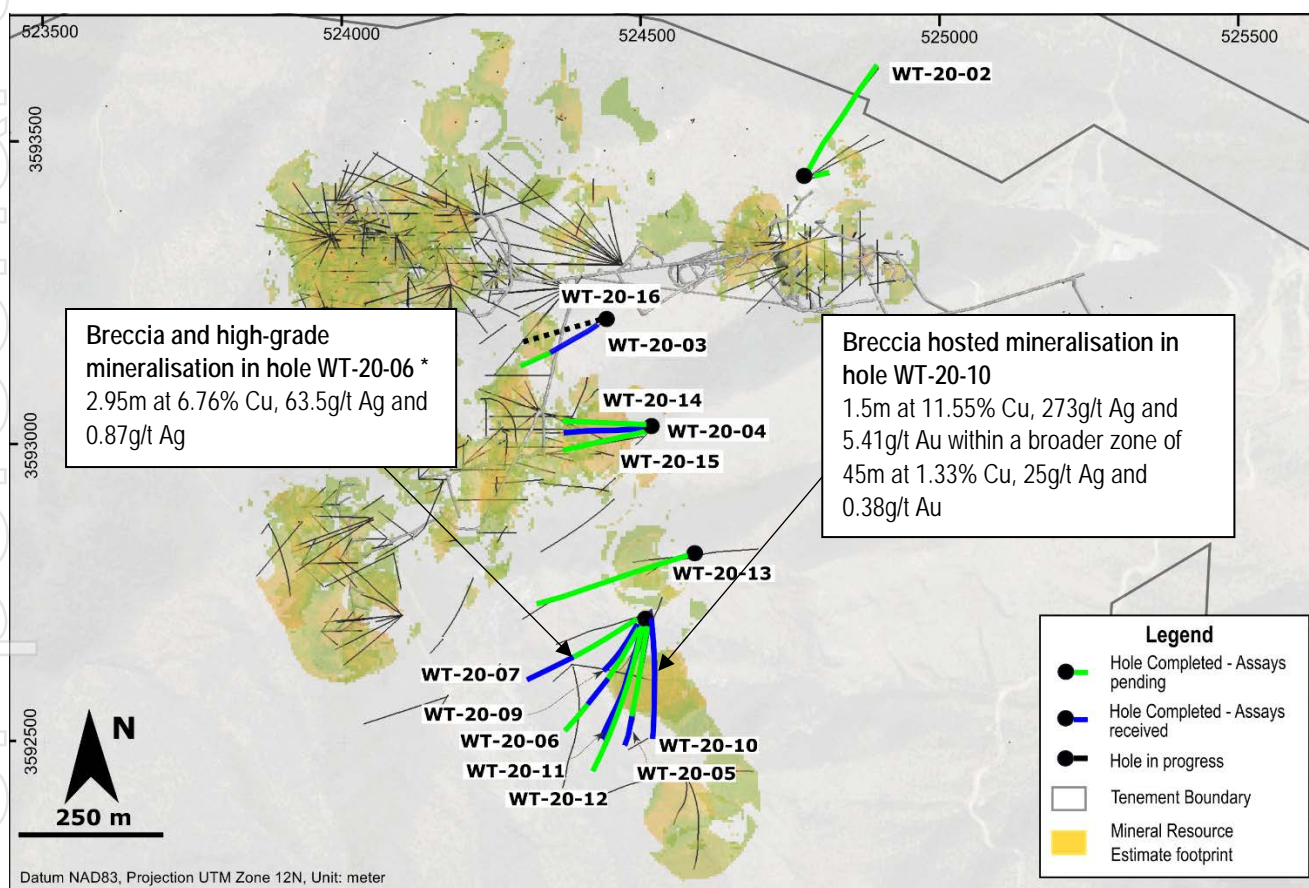 523500
524000
524500
525000
525500
WT-20-02
3593500
WT-20-16
WT-20-03
Breccia and high-grade
mineralisation in hole WT-20-06 *
2.95m at 6.76% Cu, 63.5g/t Ag and
0.87g/t Ag
Breccia hosted mineralisation in
hole WT-20-10
1.5m at 11.55% Cu, 273g/t Ag and
5.41g/t Au within a broader zone of
45m at 1.33% Cu, 25g/t Ag and
0.38g/t Au
WT-20-14
3593000
WT-20-04
WT-20-15
WT-20-13
WT-20-07
WT-20-09
WT-20-06
WT-20-10
WT-20-11
WT-20-05
WT-20-12
3592500
N
250 m
Legend
Hole Completed - Assays
pending
Hole Completed - Assays
received
Hole in progress
Tenement Boundary
Mineral Resource
Estimate footprint
Datum NAD83, Projection UTM Zone 12N, Unit: meter